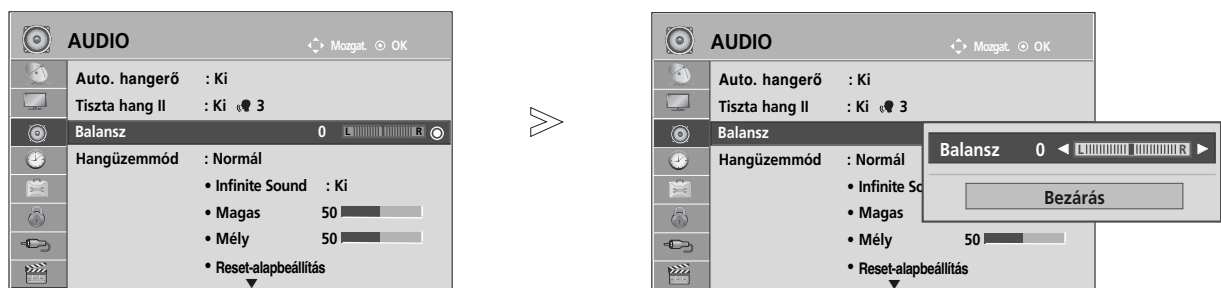 AUDIO
Mozgat. OK
Auto. hangerő : Ki
Tiszta hang II : Ki 3
Balansz 0 L R
Hangüzemmód : Normál
• Infinite Sound : Ki
• Magas 50
• Mély 50
• Reset-alapbeállítás
AUDIO
Mozgat. OK
Auto. hangerő : Ki
Tiszta hang II : Ki 3
Balansz
Hangüzemmód : Normál
• Infinite So
• Magas
• Mély 50
• Reset-alapbeállítás
Balansz 0 ◄ L R ►
Bezárás